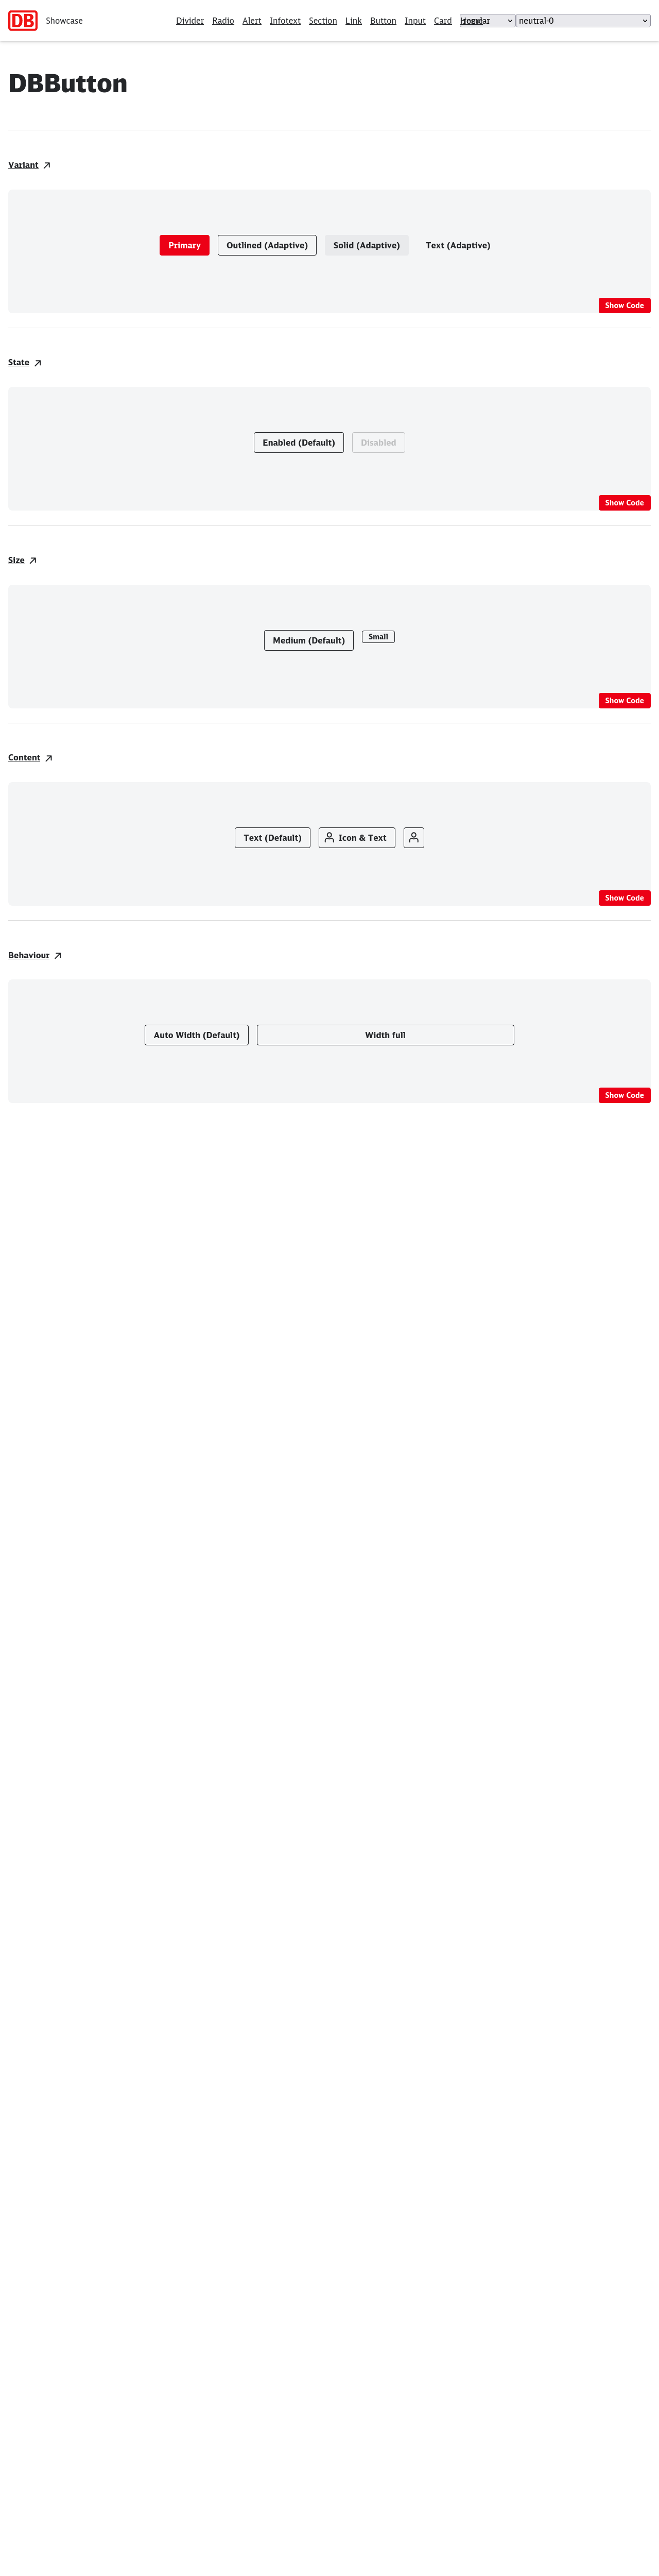 DB Showcase Divider Radio Alert Infotext Section Link Button Input Card regular neutral-0
DBButton
Variant
Primary Outlined (Adaptive) Solid (Adaptive) Text (Adaptive)
Show Code
State
Enabled (Default) Disabled
Show Code
Size
Medium (Default) Small
Show Code
Content
Text (Default) Icon & Text
Show Code
Behaviour
Auto Width (Default) Width full
Show Code